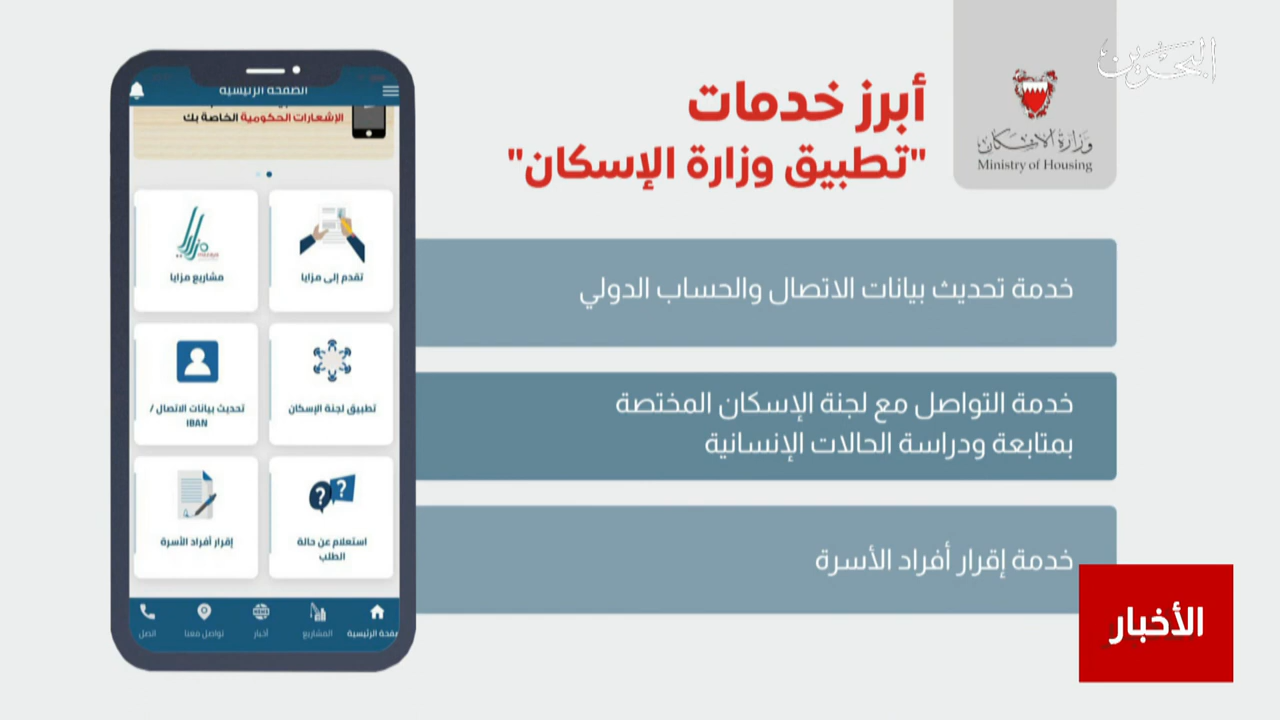 البحرين
وزارة الإسكان
Ministry of Housing
أبرز خدمات
"تطبيق وزارة الإسكان"
خدمة تحديث بيانات الاتصال والحساب الدولي
خدمة التواصل مع لجنة الإسكان المختصة
بمتابعة ودراسة الحالات الإنسانية
خدمة إقرار أفراد الأسرة
الأخبار
الصفحة الرئيسية
الإشعارات الحكومية الخاصة بك
تقدم إلى مزايا
مشاريع مزايا
تطبيق لجنة الإسكان
تحديث بيانات الاتصال /
IBAN
استعلام عن حالة
الطلب
إقرار أفراد الأسرة
صفحة الرئيسية
المشاريع
أخبار
تواصل معنا
اتصل